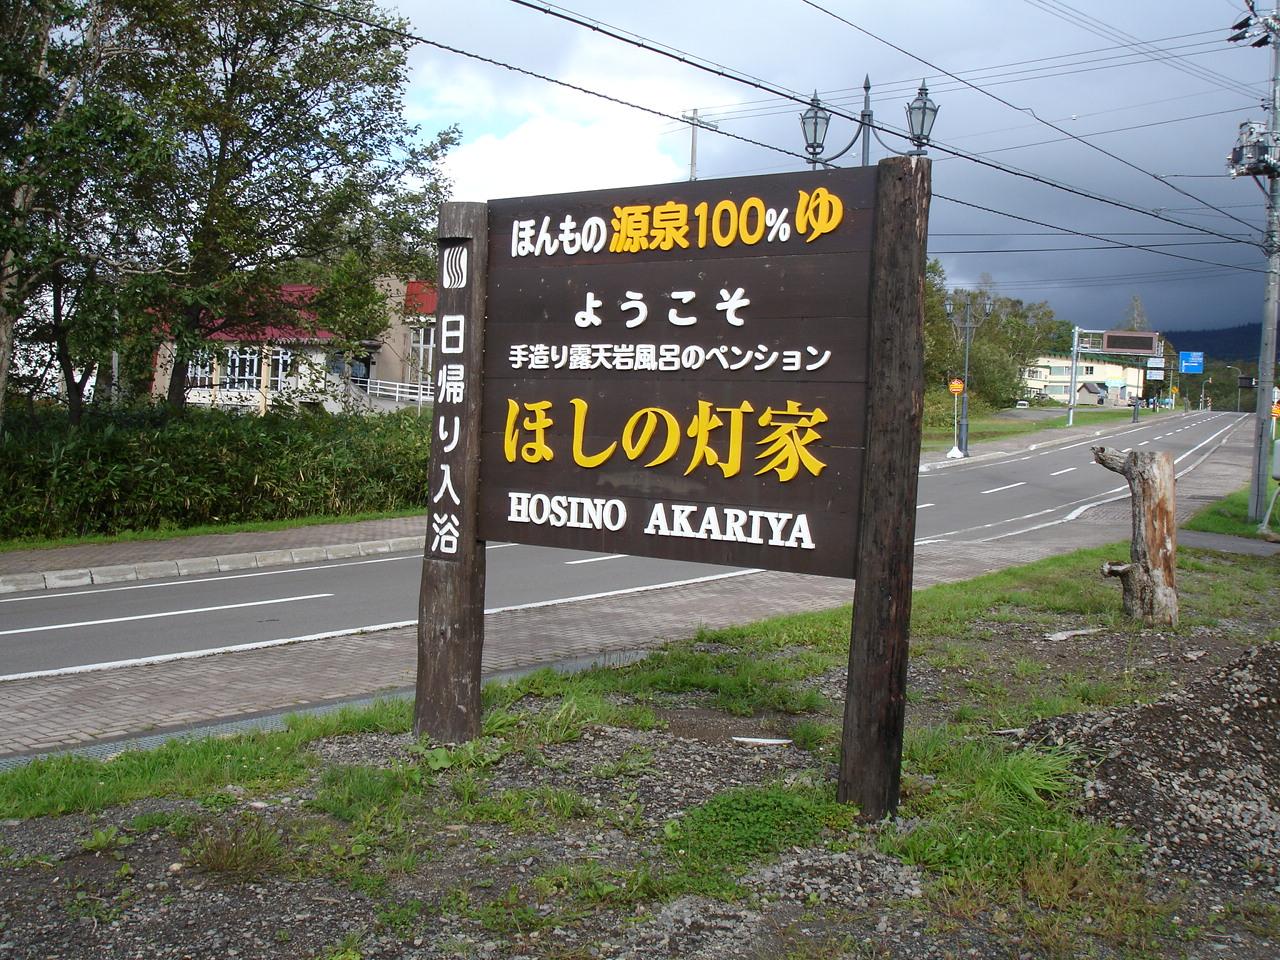 ほんもの源泉100%ゆ
ようこそ
手造り露天岩風呂のペンション
ほしの灯家
HOSINO AKARIYA
日帰り入浴